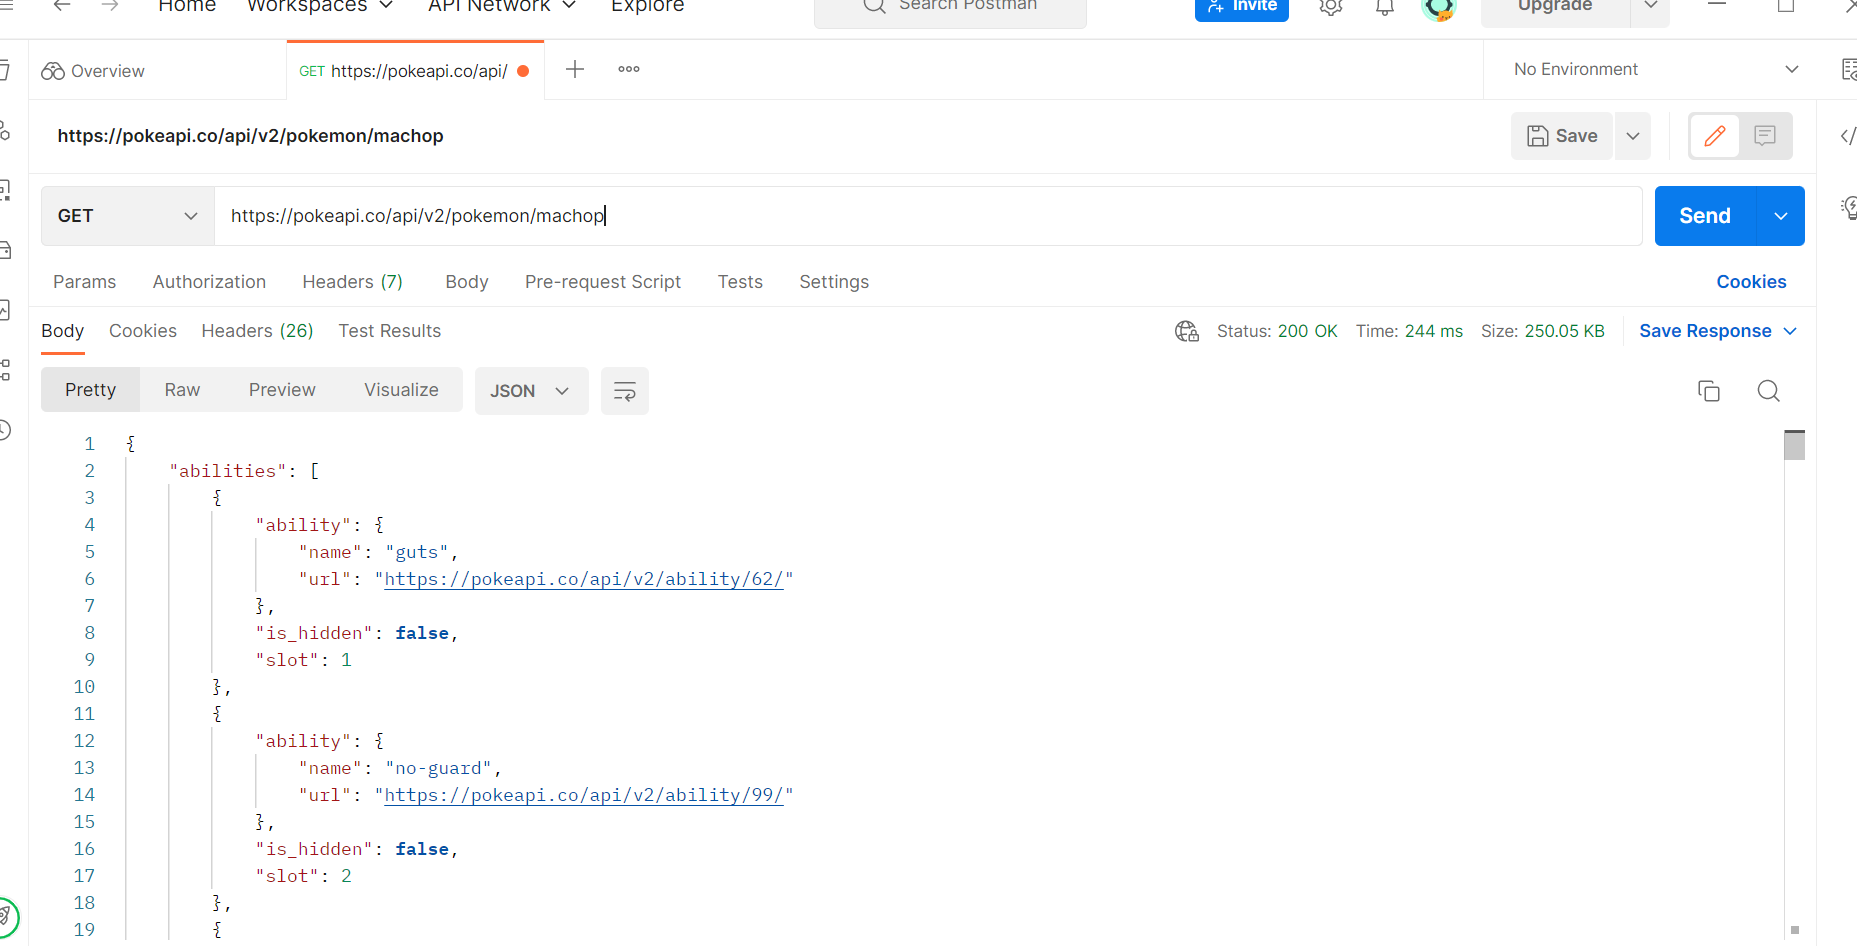 Home Workspaces API Network Explore Search Postman Invite Upgrade
Overview GET https://pokeapi.co/api/ No Environment
https://pokeapi.co/api/v2/pokemon/machop Save
GET https://pokeapi.co/api/v2/pokemon/machop Send
Params Authorization Headers (7) Body Pre-request Script Tests Settings Cookies
Body Cookies Headers (26) Test Results Status: 200 OK Time: 244 ms Size: 250.05 KB Save Response
Pretty Raw Preview Visualize JSON
1 {
2 "abilities": [
3 {
4 "ability": {
5 "name": "guts",
6 "url": "https://pokeapi.co/api/v2/ability/62/"
7 },
8 "is_hidden": false,
9 "slot": 1
10 },
11 {
12 "ability": {
13 "name": "no-guard",
14 "url": "https://pokeapi.co/api/v2/ability/99/"
15 },
16 "is_hidden": false,
17 "slot": 2
18 },
19 {